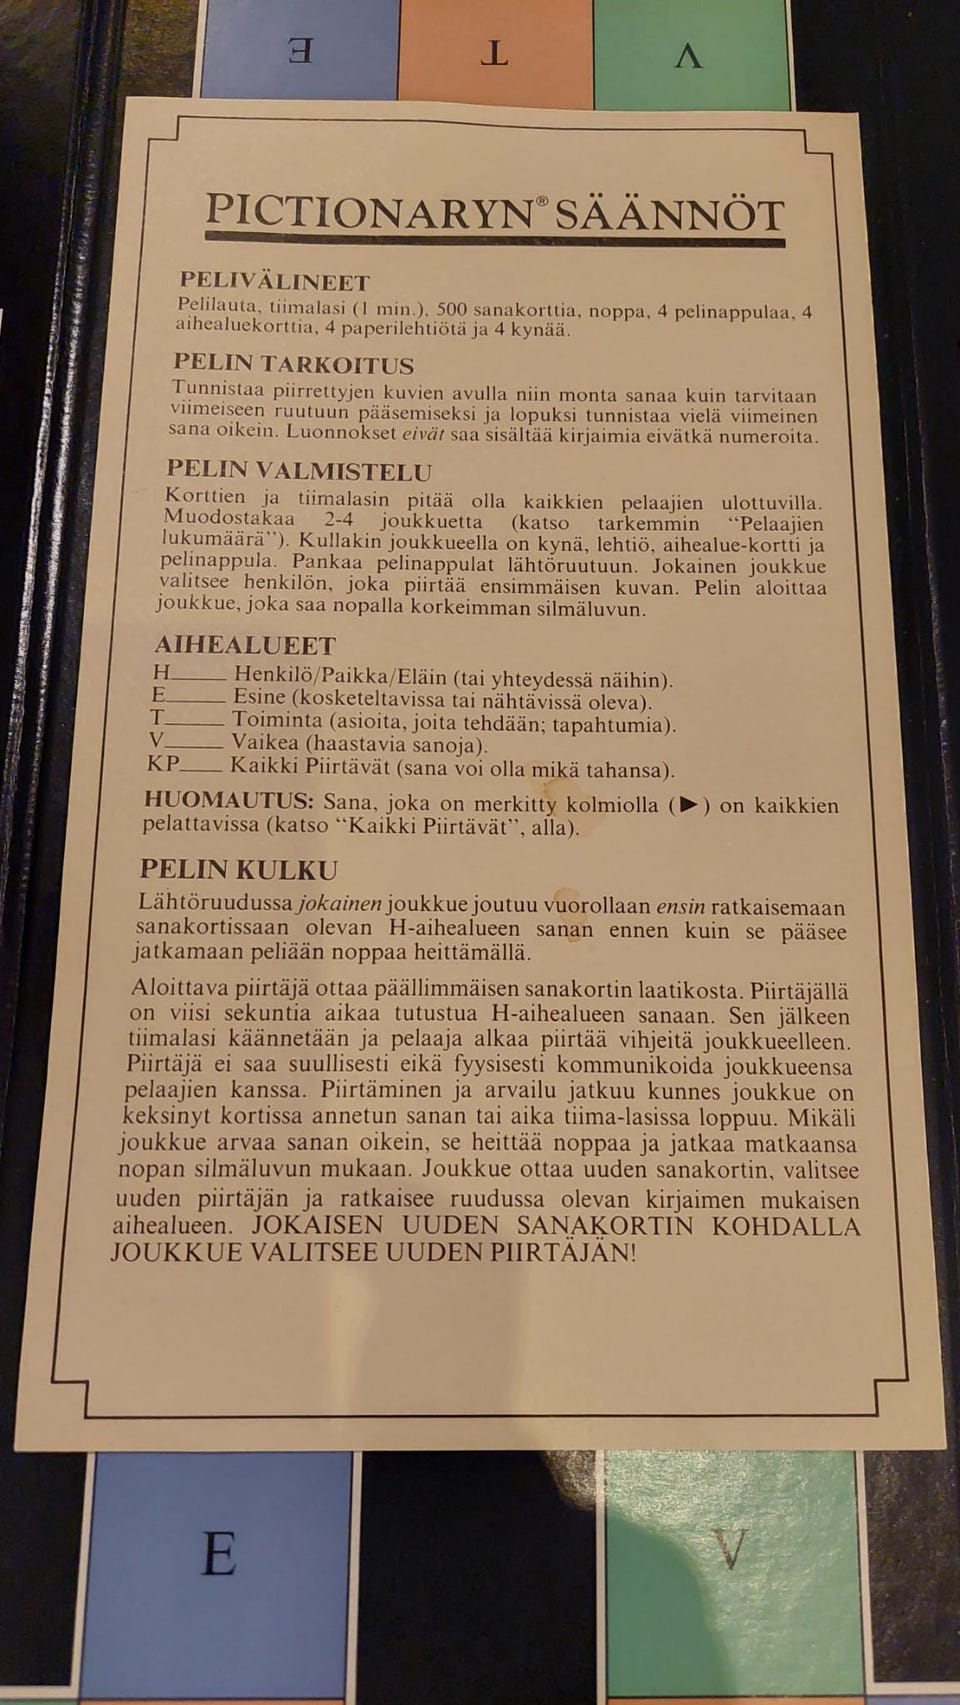 E
T
V
PICTIONARYN® SÄÄNNÖT
PELIVÄLINEET
Pelilauta, tiimalasi (1 min.), 500 sanakorttia, noppa, 4 pelinappulaa, 4
aihealuekorttia, 4 paperilehtiötä ja 4 kynää.
PELIN TARKOITUS
Tunnistaa piirrettyjen kuvien avulla niin monta sanaa kuin tarvitaan
viimeiseen ruutuun pääsemiseksi ja lopuksi tunnistaa vielä viimeinen
sana oikein. Luonnokset eivät saa sisältää kirjaimia eivätkä numeroita.
PELIN VALMISTELU
Korttien ja tiimalasin pitää olla kaikkien pelaajien ulottuvilla.
Muodostakaa 2-4 joukkuetta (katso tarkemmin “Pelaajien
lukumäärä”). Kullakin joukkueella on kynä, lehtiö, aihealue-kortti ja
pelinappula. Pankaa pelinappulat lähtöruutuun. Jokainen joukkue
valitsee henkilön, joka piirtää ensimmäisen kuvan. Pelin aloittaa
joukkue, joka saa nopalla korkeimman silmäluvun.
AIHEALUEET
H____ Henkilö/Paikka/Eläin (tai yhteydessä näihin).
E____ Esine (kosketeltavissa tai nähtävissä oleva).
T____ Toiminta (asioita, joita tehdään; tapahtumia).
V____ Vaikea (haastavia sanoja).
KP____ Kaikki Piirtävät (sana voi olla mikä tahansa).
HUOMAUTUS: Sana, joka on merkitty kolmiolla (▶) on kaikkien
pelattavissa (katso “Kaikki Piirtävät”, alla).
PELIN KULKU
Lähtöruudussa jokainen joukkue joutuu vuorollaan ensin ratkaisemaan
sanakortissaan olevan H-aihealueen sanan ennen kuin se pääsee
jatkamaan peliään noppaa heittämällä.
Aloittava piirtäjä ottaa päällimmäisen sanakortin laatikosta. Piirtäjällä
on viisi sekuntia aikaa tutustua H-aihealueen sanaan. Sen jälkeen
tiimalasi käännetään ja pelaaja alkaa piirtää vihjeitä joukkueelleen.
Piirtäjä ei saa suullisesti eikä fyysisesti kommunikoida joukkueensa
pelaajien kanssa. Piirtäminen ja arvailu jatkuu kunnes joukkue on
keksinyt kortissa annetun sanan tai aika tiima-lasissa loppuu. Mikäli
joukkue arvaa sanan oikein, se heittää noppaa ja jatkaa matkaansa
nopan silmäluvun mukaan. Joukkue ottaa uuden sanakortin, valitsee
uuden piirtäjän ja ratkaisee ruudussa olevan kirjaimen mukaisen
aihealueen. JOKAISEN UUDEN SANAKORTIN KOHDALLA
JOUKKUE VALITSEE UUDEN PIIRTÄJÄN!
E
V